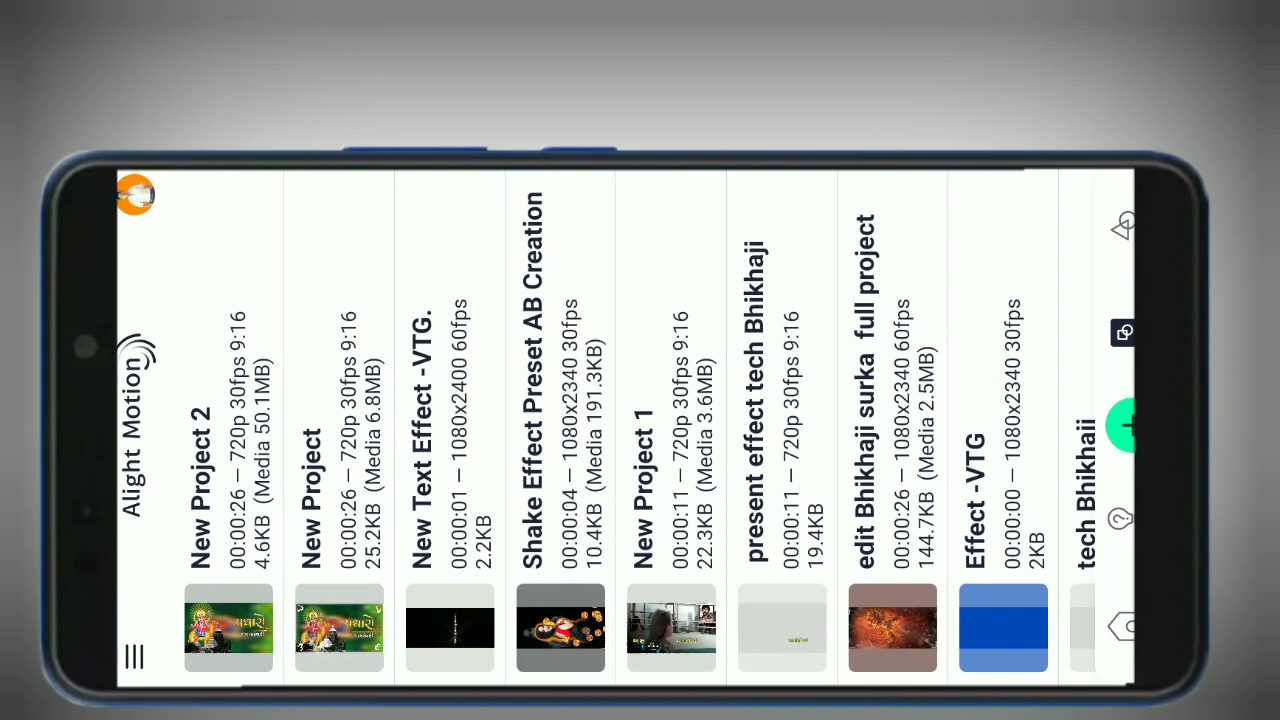 Alight Motion
New Project 2
00:00:26 — 720p 30fps 9:16
4.6KB (Media 50.1MB)
New Project
00:00:26 — 720p 30fps 9:16
25.2KB (Media 6.8MB)
New Text Effect -VTG.
00:00:01 — 1080x2400 60fps
2.2KB
Shake Effect Preset AB Creation
00:00:04 — 1080x2340 30fps
10.4KB (Media 191.3KB)
New Project 1
00:00:11 — 720p 30fps 9:16
22.3KB (Media 3.6MB)
present effect tech Bhikhaji
00:00:11 — 720p 30fps 9:16
19.4KB
edit Bhikhaji surka full project
00:00:26 — 1080x2340 60fps
144.7KB (Media 2.5MB)
Effect -VTG
00:00:00 — 1080x2340 30fps
2KB
tech Bhikhaji
પધારો
પધારો